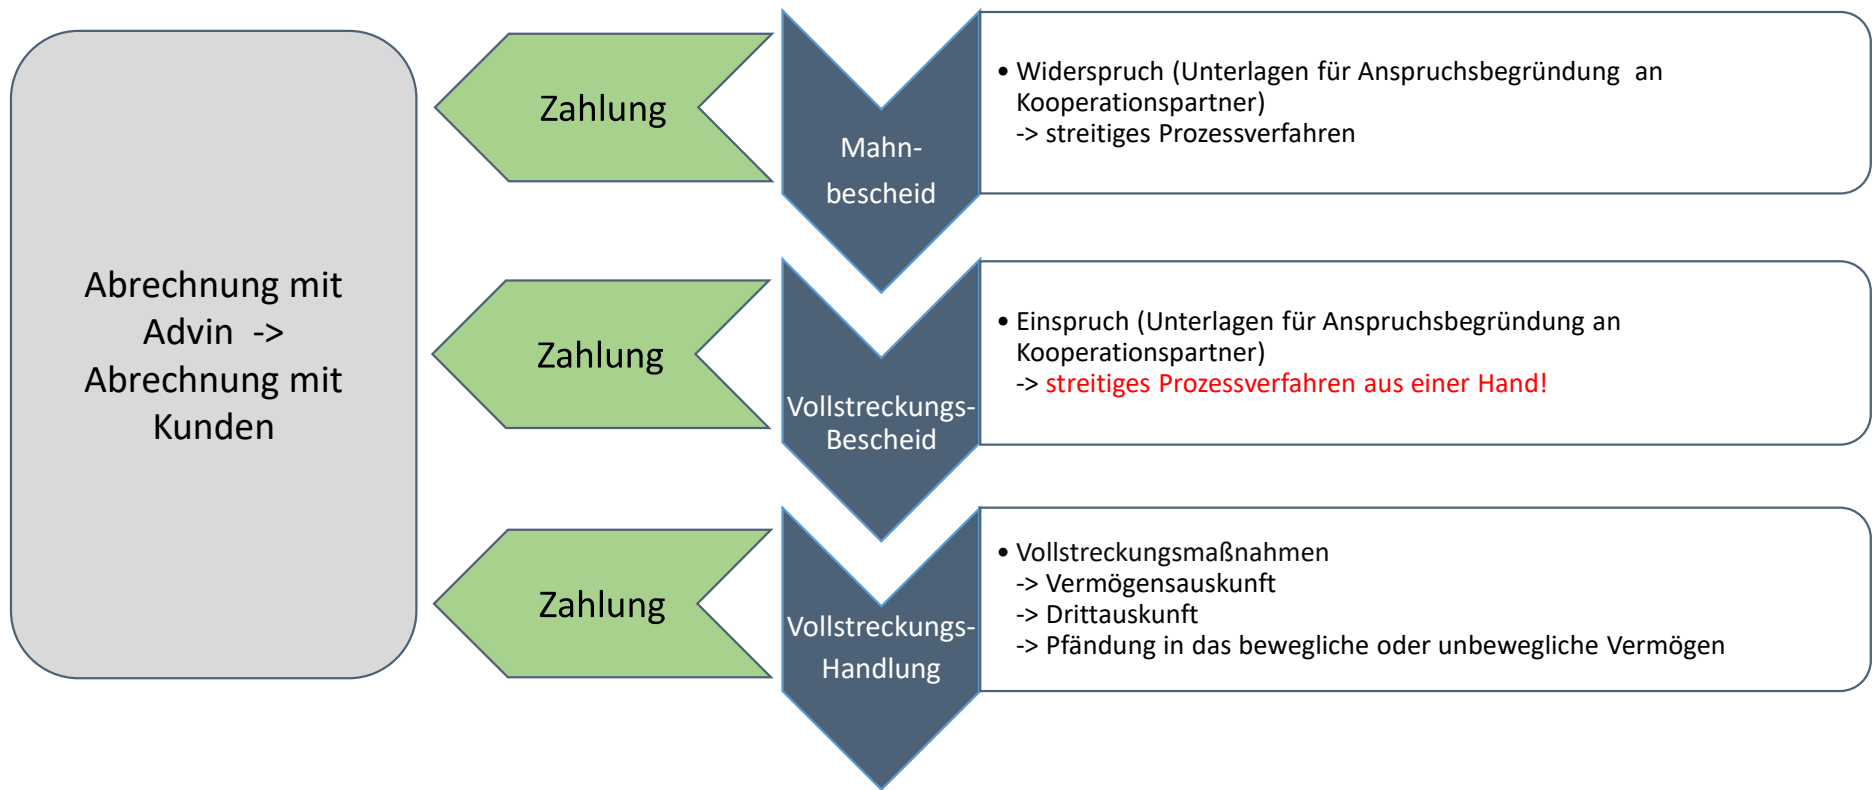 Abrechnung mit
Advin -> 
Abrechnung mit
Kunden
Zahlung
Mahn-
bescheid
• Widerspruch (Unterlagen für Anspruchsbegründung an
Kooperationspartner)
-> streitiges Prozessverfahren
Zahlung
Vollstreckungs-
Bescheid
• Einspruch (Unterlagen für Anspruchsbegründung an
Kooperationspartner)
-> streitiges Prozessverfahren aus einer Hand!
Zahlung
Vollstreckungs-
Handlung
• Vollstreckungsmaßnahmen
-> Vermögensauskunft
-> Drittauskunft
-> Pfändung in das bewegliche oder unbewegliche Vermögen